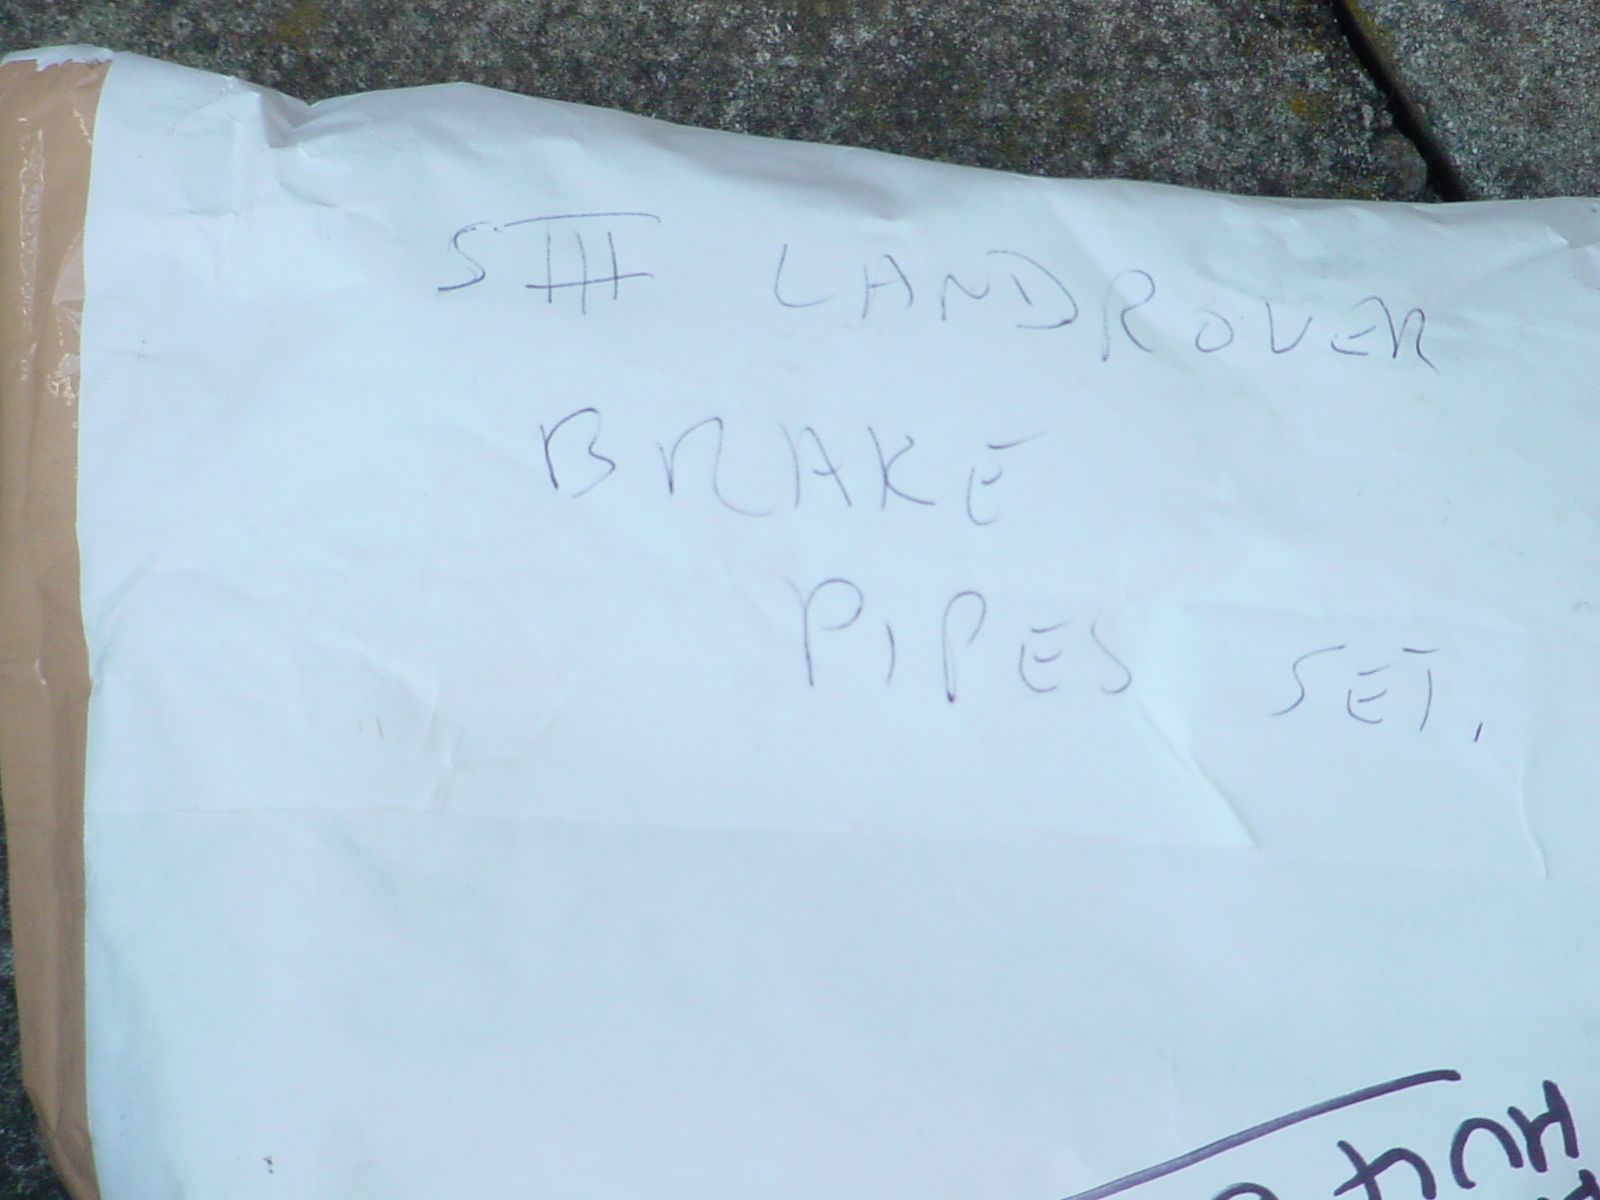 SIII LANDROVER
BRAKE
PIPES SET.